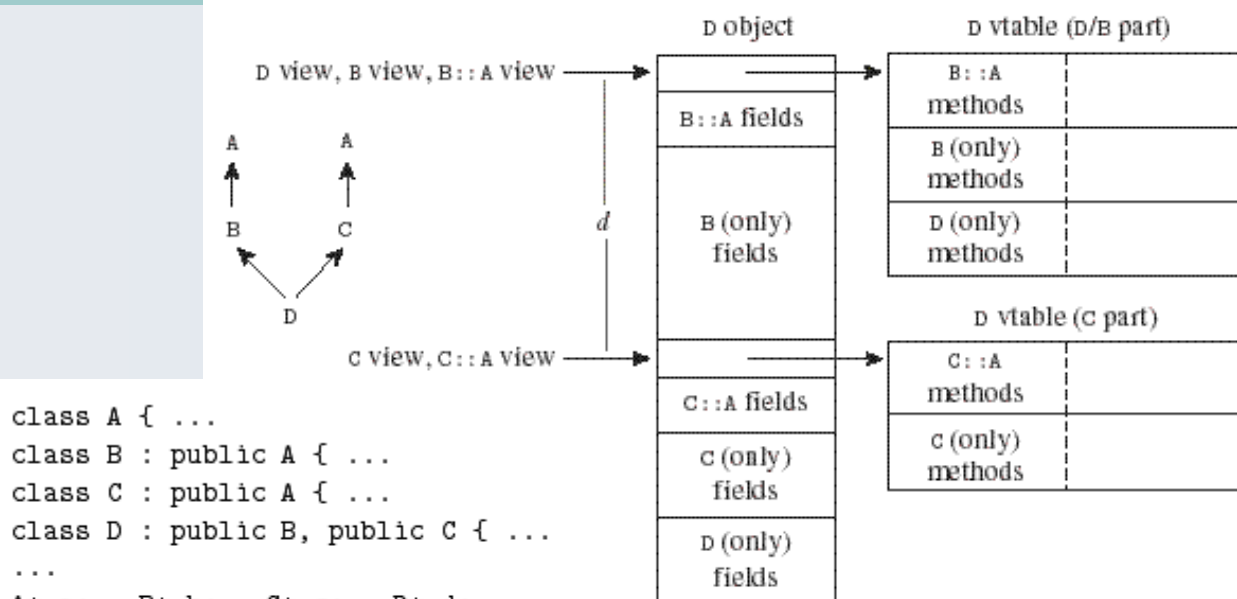 D object
D vtable (D/B part)
D view, B view, B::A view
B::A
methods
B::A fields
B (only)
methods
A
A
B
C
D
d
B (only)
fields
D (only)
methods
D vtable (C part)
C view, C::A view
C::A
methods
C::A fields
C (only)
fields
C (only)
methods
D (only)
fields
class A { ...
class B : public A { ...
class C : public A { ...
class D : public B, public C { ...
...